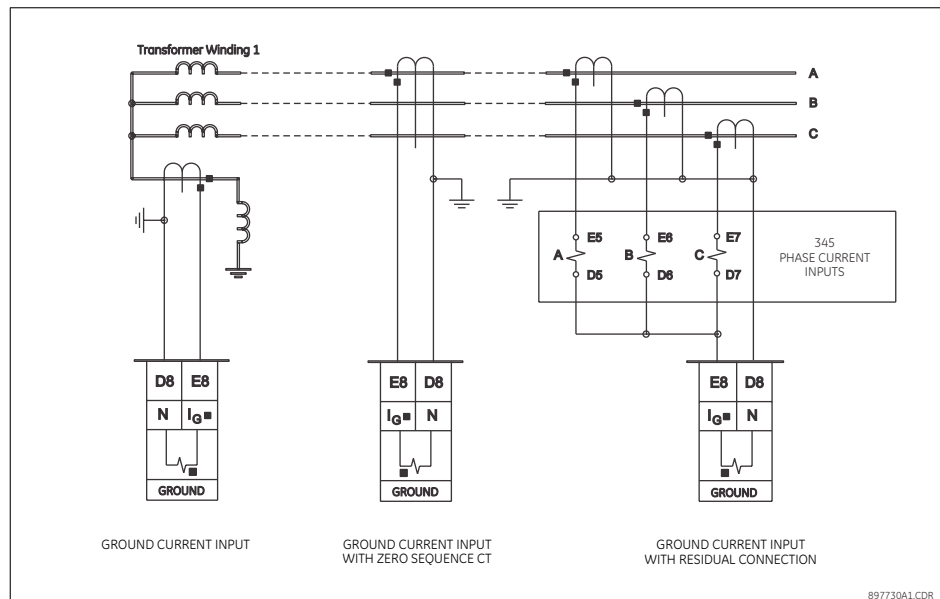 Transformer Winding 1
A
B
C
A E5 B E6 C E7
D5 D6 D7
345
PHASE CURRENT
INPUTS
D8 E8
N IG■
GROUND
E8 D8
IG■ N
GROUND
E8 D8
IG■ N
GROUND
GROUND CURRENT INPUT
GROUND CURRENT INPUT
WITH ZERO SEQUENCE CT
GROUND CURRENT INPUT
WITH RESIDUAL CONNECTION
897730A1.CDR